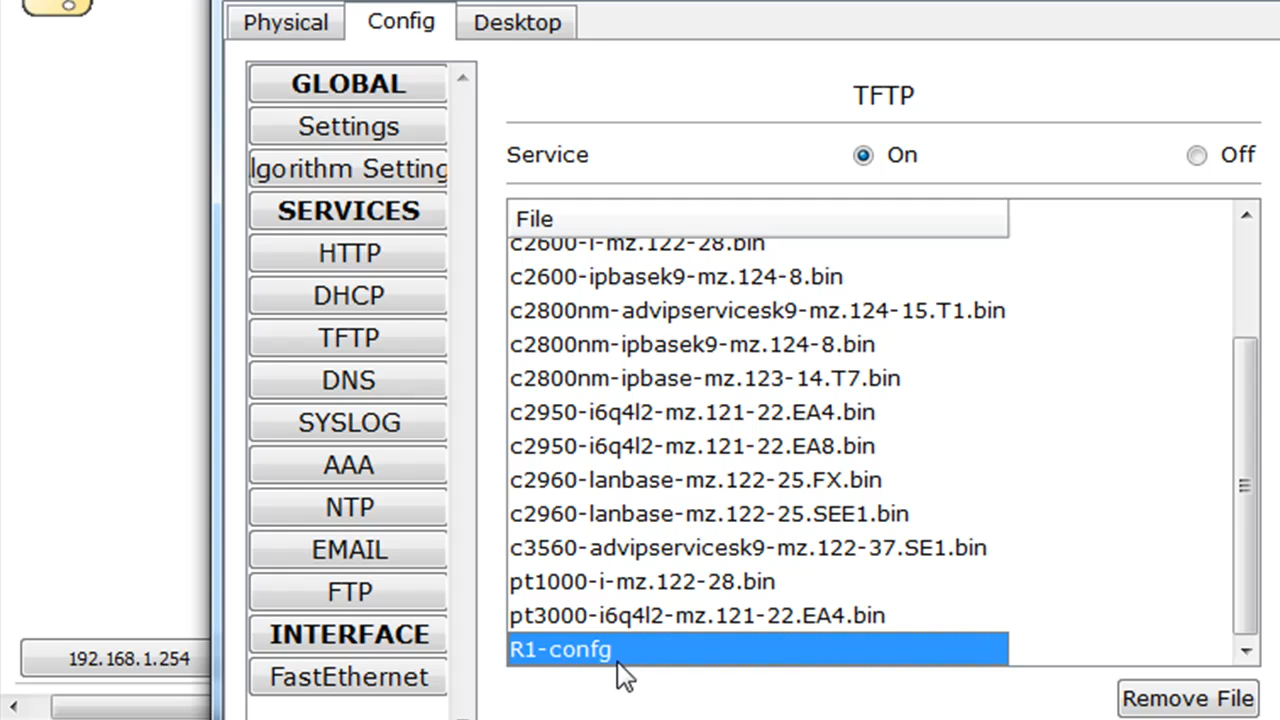 Physical
Config
Desktop
GLOBAL
Settings
lgorithm Setting
SERVICES
HTTP
DHCP
TFTP
DNS
SYSLOG
AAA
NTP
EMAIL
FTP
INTERFACE
FastEthernet
TFTP
Service On Off
File
c2600-i-mz.122-28.bin
c2600-ipbasek9-mz.124-8.bin
c2800nm-advipservicesk9-mz.124-15.T1.bin
c2800nm-ipbasek9-mz.124-8.bin
c2800nm-ipbase-mz.123-14.T7.bin
c2950-i6q4l2-mz.121-22.EA4.bin
c2950-i6q4l2-mz.121-22.EA8.bin
c2960-lanbase-mz.122-25.FX.bin
c2960-lanbase-mz.122-25.SEE1.bin
c3560-advipservicesk9-mz.122-37.SE1.bin
pt1000-i-mz.122-28.bin
pt3000-i6q4l2-mz.121-22.EA4.bin
R1-confg
Remove File
192.168.1.254